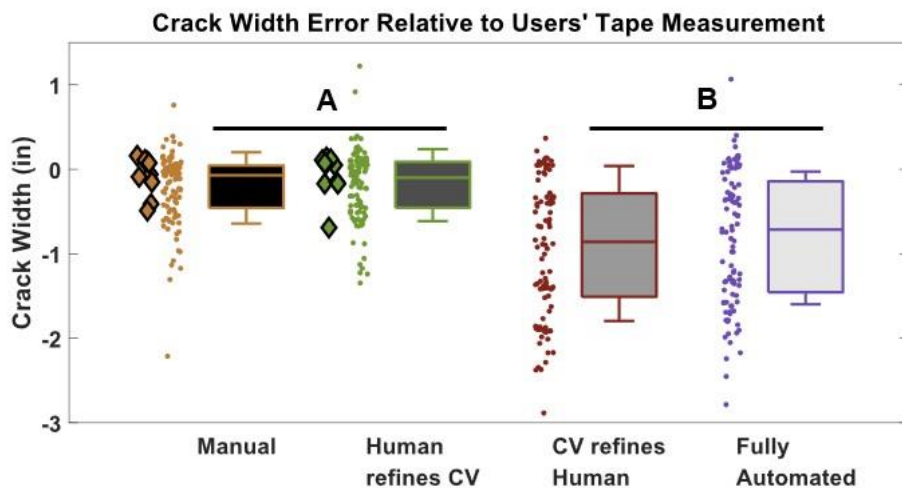 Crack Width Error Relative to Users' Tape Measurement
Crack Width (in)
1
0
-1
-2
-3
A
B
Manual
Human
refines CV
CV refines
Human
Fully
Automated